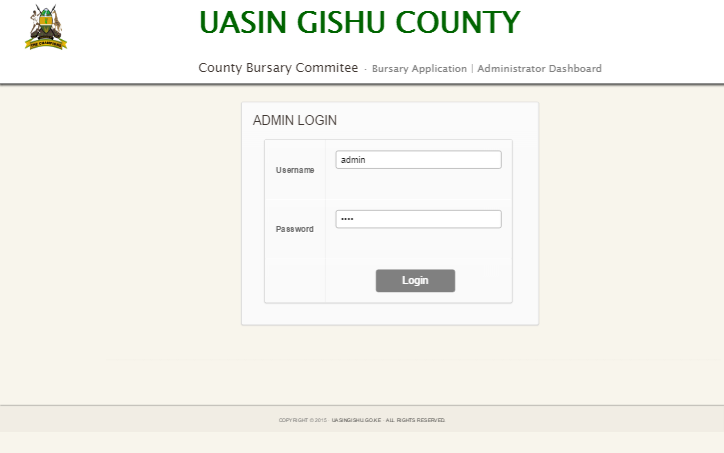 UASIN GISHU COUNTY
County Bursary Commitee - Bursary Application | Administrator Dashboard
ADMIN LOGIN
Username
admin
Password
••••
Login
COPYRIGHT © 2013 UASINGISHU.GO.KE - ALL RIGHTS RESERVED.